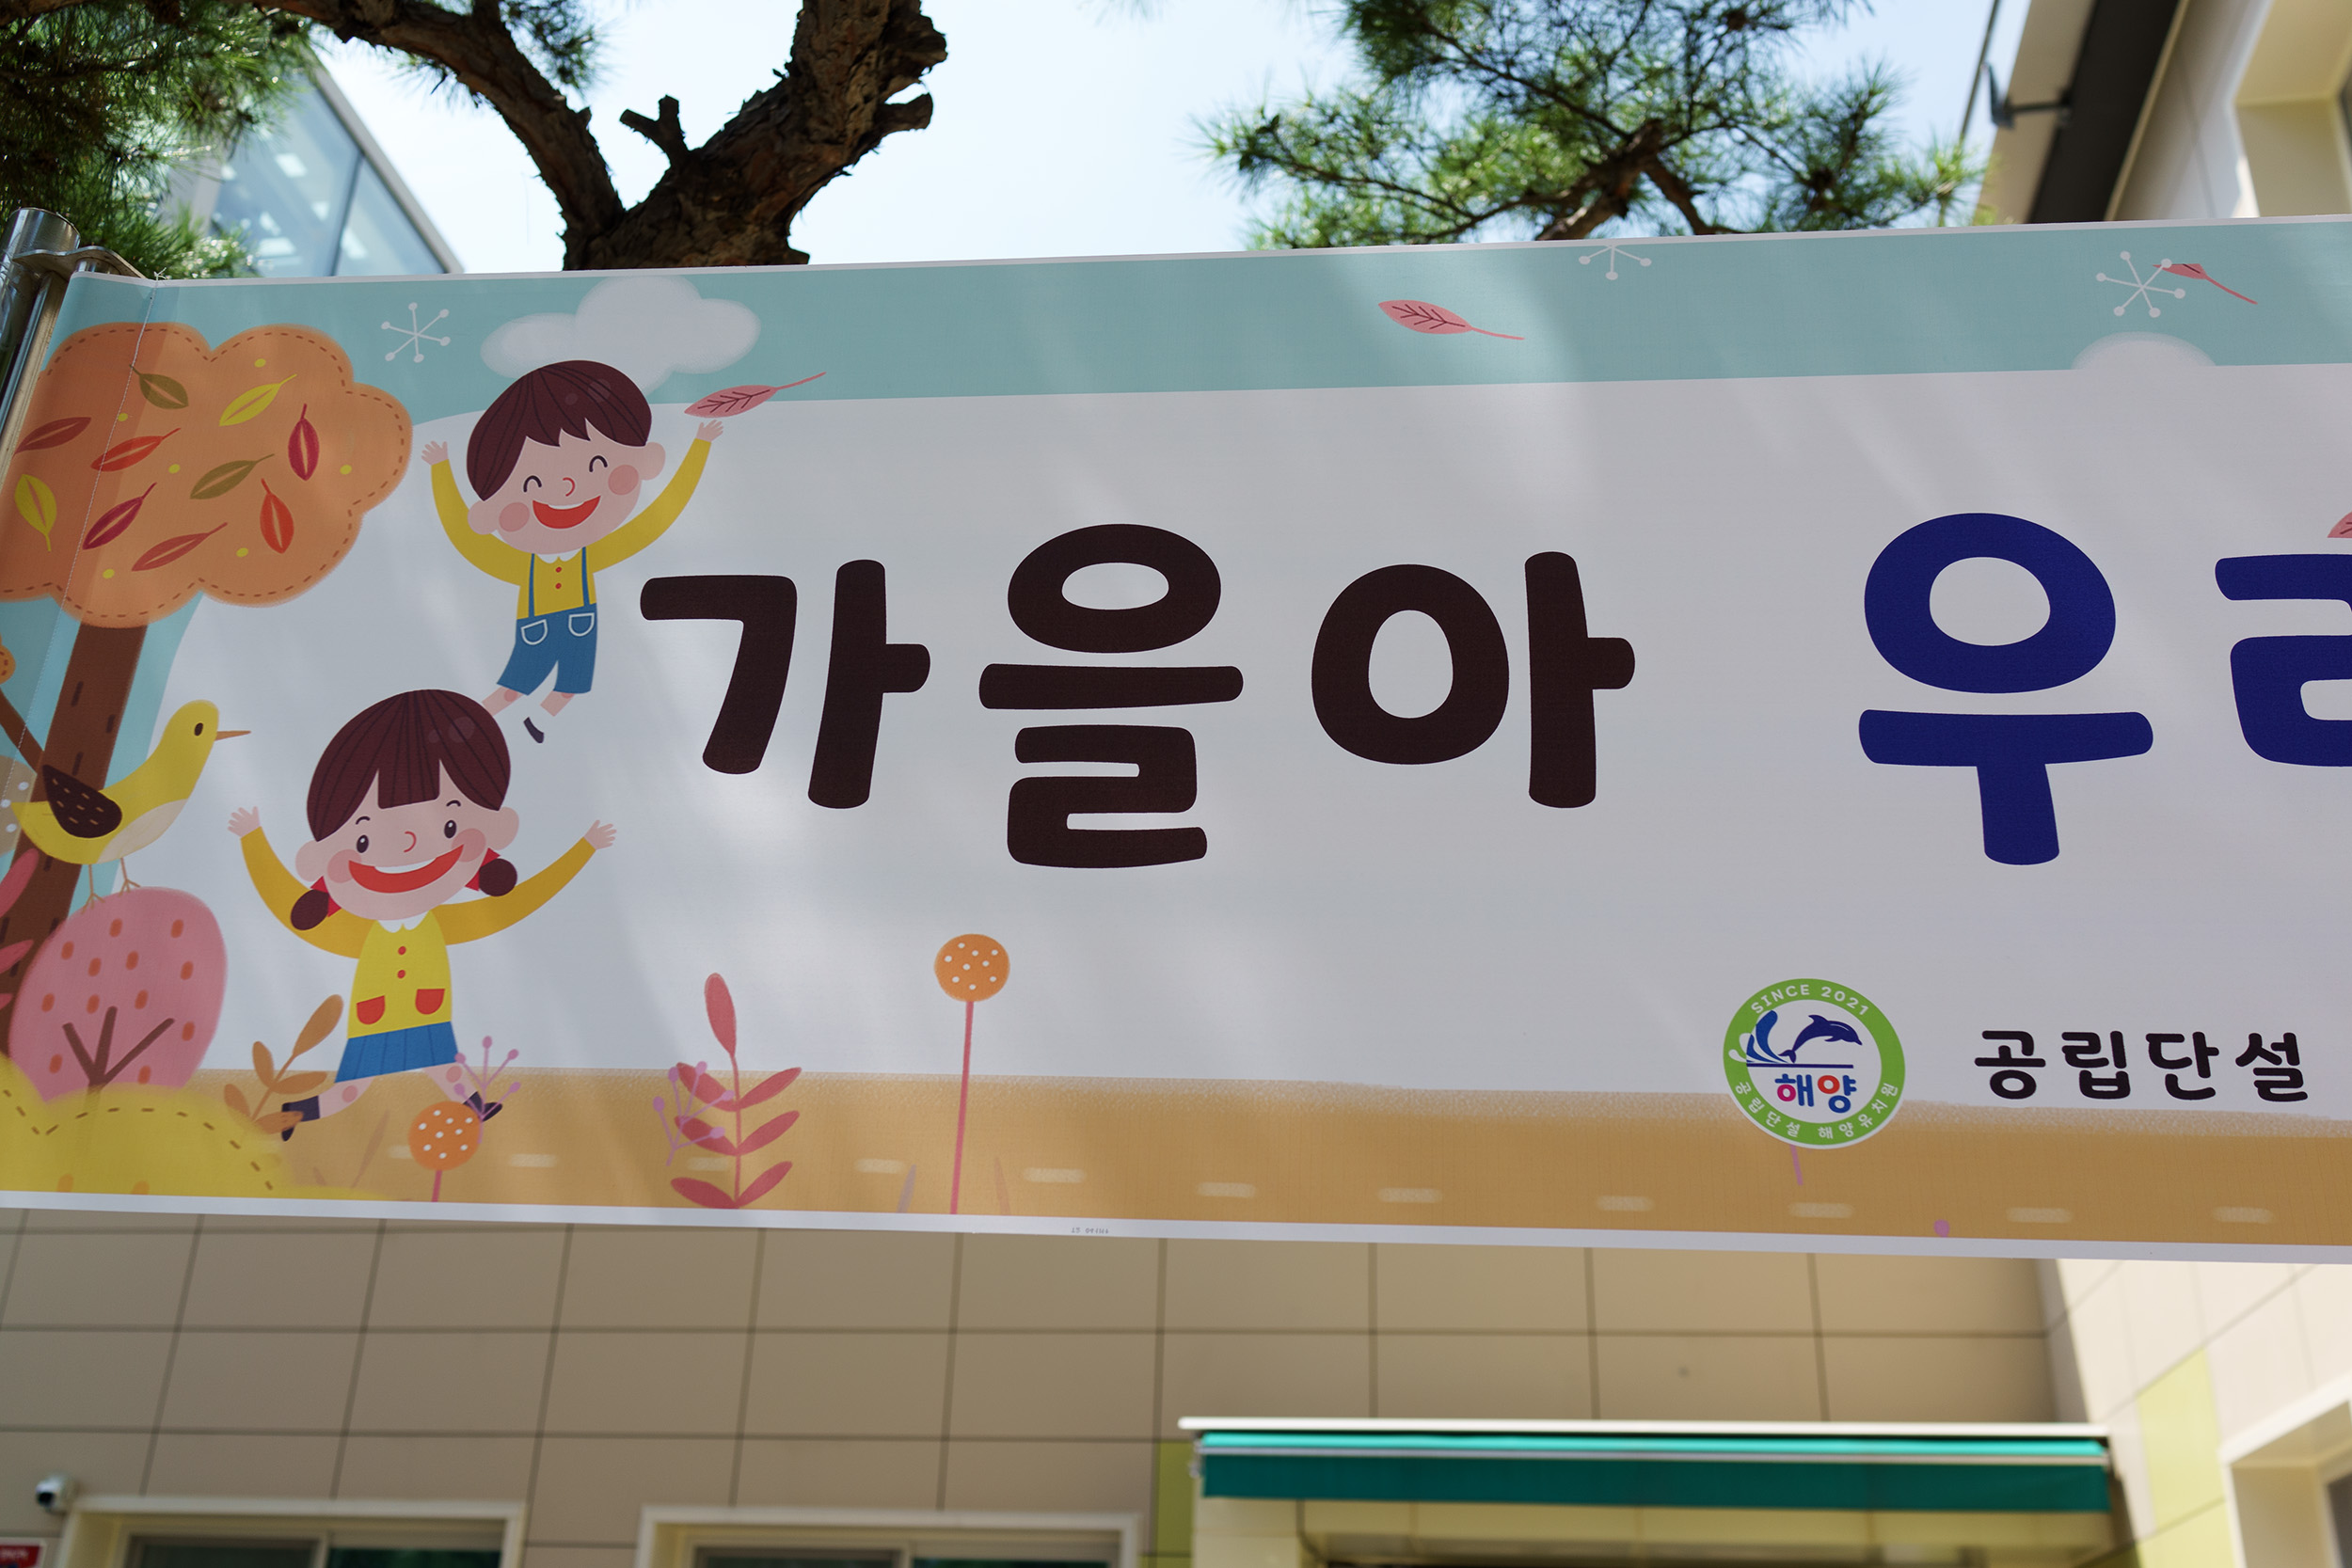 가을아 우리
SINCE 2021
해양
공립단설 해양유치원
공립단설